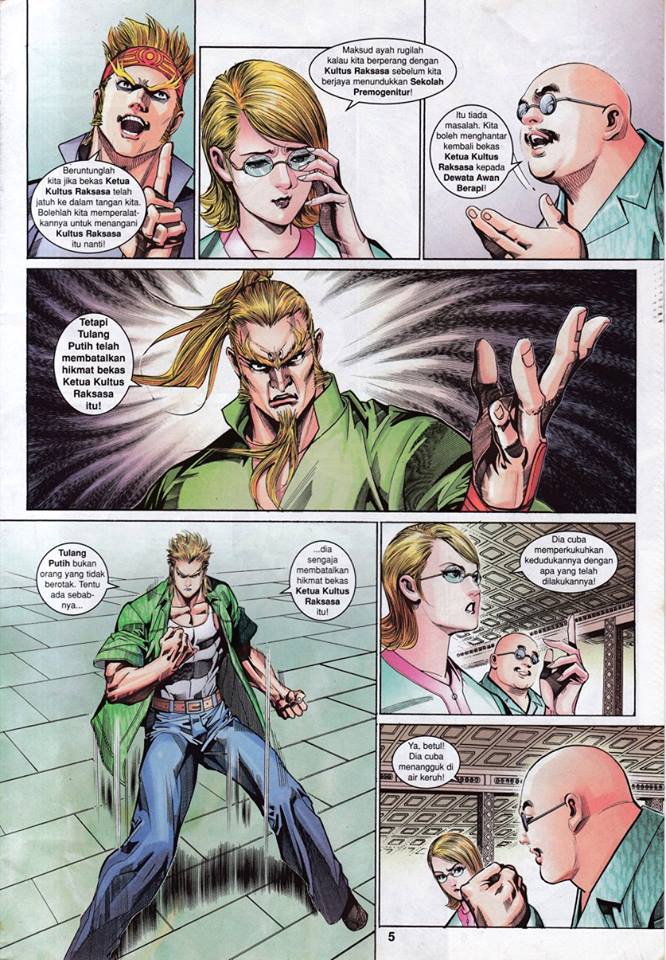 Beruntunglah
kita jika bekas Ketua
Kultus Raksasa telah
jatuh ke dalam tangan kita.
Bolehlah kita memperalat-
kannya untuk menangani
Kultus Raksasa
itu nanti!
Maksud ayah rugilah
kalau kita berperang dengan
Kultus Raksasa sebelum kita
berjaya menundukkan Sekolah
Premogenitur!
Itu tiada
masalah. Kita
boleh menghantar
kembali bekas
Ketua Kultus
Raksasa kepada
Dewata Awan
Berapi!
Tetapi
Tulang
Putih telah
membatalkan
hikmat bekas
Ketua Kultus
Raksasa
itu!
Tulang
Putih bukan
orang yang tidak
berotak. Tentu
ada sebab-
nya...
...dia
sengaja
membatalkan
hikmat bekas
Ketua Kultus
Raksasa
itu!
Dia cuba
memperkukuhkan
kedudukannya dengan
apa yang telah
dilakukannya!
Ya, betul!
Dia cuba
menangguk di
air keruh!
5